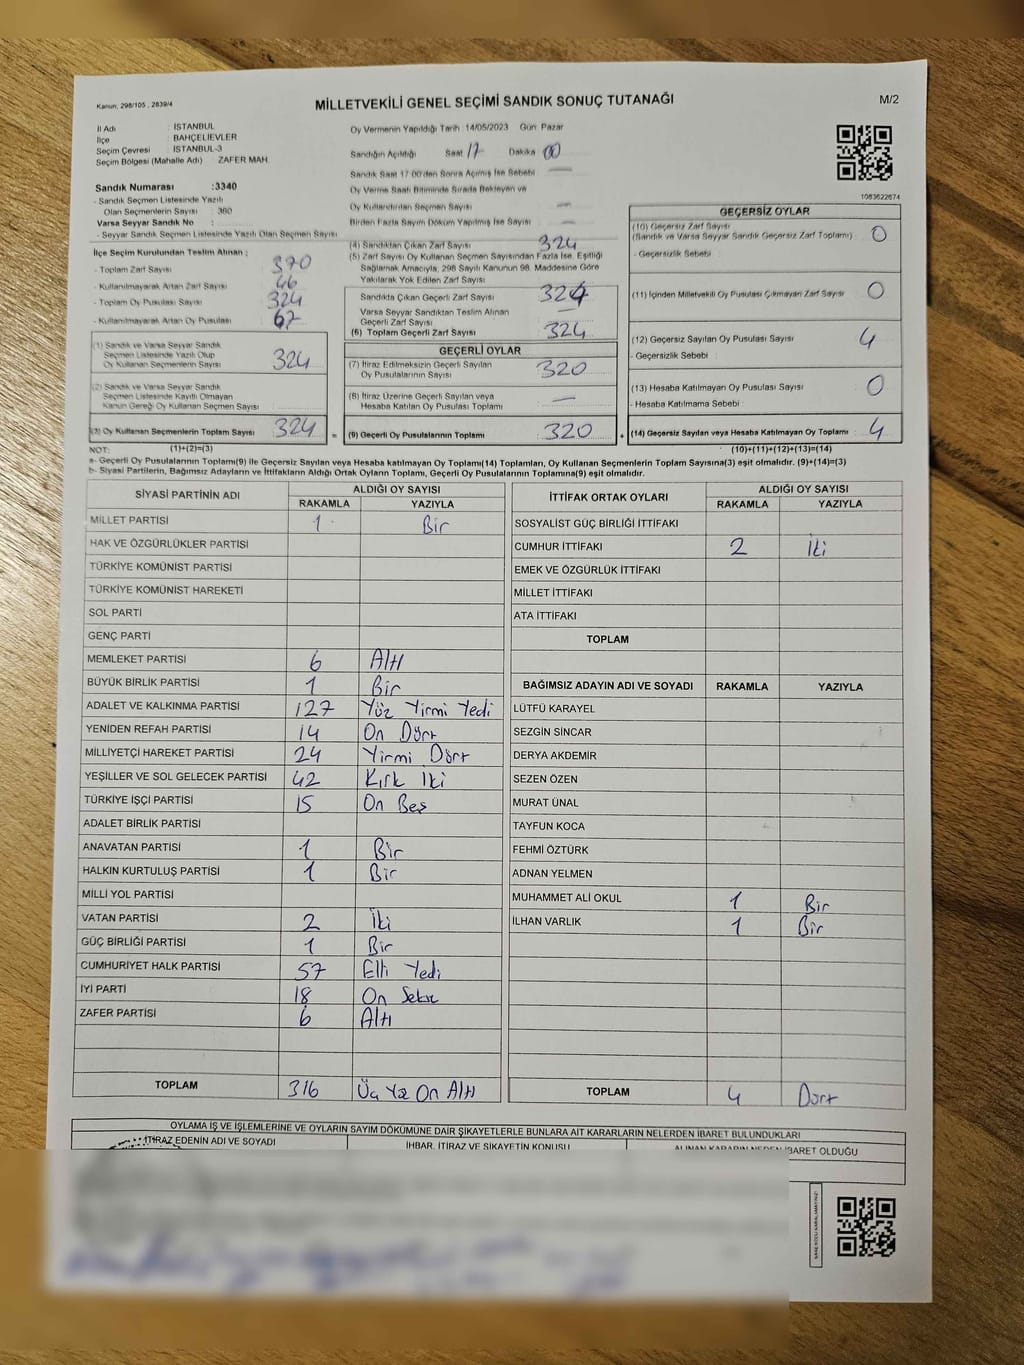 Kanun: 298/105 , 2839/4
MİLLETVEKİLİ GENEL SEÇİMİ SANDIK SONUÇ TUTANAĞI
M/2
İl Adı : İSTANBUL
İlçe : BAHÇELİEVLER
Seçim Çevresi : İSTANBUL-3
Seçim Bölgesi (Mahalle Adı) : ZAFER MAH.
Sandık Numarası :3340
- Sandık Seçmen Listesinde Yazılı
Olan Seçmenlerin Sayısı : 360
Varsa Seyyar Sandık No :
- Seyyar Sandık Seçmen Listesinde Yazılı Olan Seçmen Sayısı :
Oy Vermenin Yapıldığı Tarih :14/05/2023 Gün Pazar
Sandığın Açıldığı Saat 17 Dakika 00
Sandık Saat 17:00'den Sonra Açılmış İse Sebebi —
Oy Verme Saati Bitiminde Sırada Bekleyen ve
Oy Kullandırılan Seçmen Sayısı —
Birden Fazla Sayım Döküm Yapılmış İse Sayısı —
1083622674
İlçe Seçim Kurulundan Teslim Alınan ;
- Toplam Zarf Sayısı 370
- Kullanılmayarak Artan Zarf Sayısı 46
- Toplam Oy Pusulası Sayısı 324
- Kullanılmayarak Artan Oy Pusulası 67
(1) Sandık ve Varsa Seyyar Sandık
Seçmen Listesinde Yazılı Olup
Oy Kullanan Seçmenlerin Sayısı : 324
(2) Sandık ve Varsa Seyyar Sandık
Seçmen Listesinde Kayıtlı Olmayan
Kanun Gereği Oy Kullanan Seçmen Sayısı :
(3) Oy Kullanan Seçmenlerin Toplam Sayısı 324
(4) Sandıktan Çıkan Zarf Sayısı 324
(5) Zarf Sayısı Oy Kullanan Seçmen Sayısından Fazla İse, Eşitliği
Sağlamak Amacıyla, 298 Sayılı Kanunun 98. Maddesine Göre
Yakılarak Yok Edilen Zarf Sayısı
Sandıkta Çıkan Geçerli Zarf Sayısı 324
Varsa Seyyar Sandıktan Teslim Alınan
Geçerli Zarf Sayısı —
(6) Toplam Geçerli Zarf Sayısı 324
GEÇERLİ OYLAR
(7) İtiraz Edilmeksizin Geçerli Sayılan
Oy Pusulalarının Sayısı 320
(8) İtiraz Üzerine Geçerli Sayılan veya
Hesaba Katılan Oy Pusulası Toplamı —
= (9) Geçerli Oy Pusulalarının Toplamı 320 +
GEÇERSİZ OYLAR
(10) Geçersiz Zarf Sayısı
(Sandık ve Varsa Seyyar Sandık Geçersiz Zarf Toplamı) : 0
- Geçersizlik Sebebi :
(11) İçinden Milletvekili Oy Pusulası Çıkmayan Zarf Sayısı : 0
(12) Geçersiz Sayılan Oy Pusulası Sayısı : 4
- Geçersizlik Sebebi :
(13) Hesaba Katılmayan Oy Pusulası Sayısı : 0
- Hesaba Katılmama Sebebi :
(14) Geçersiz Sayılan veya Hesaba Katılmayan Oy Toplamı : 4
NOT: (1)+(2)=(3) (10)+(11)+(12)+(13)=(14)
a- Geçerli Oy Pusulalarının Toplamı(9) ile Geçersiz Sayılan veya Hesaba katılmayan Oy Toplamı(14) Toplamları, Oy Kullanan Seçmenlerin Toplam Sayısına(3) eşit olmalıdır. (9)+(14)=(3)
b- Siyasi Partilerin, Bağımsız Adayların ve İttifakların Aldığı Oyların Toplamı, Geçerli Oy Pusulalarının Toplamına(9) eşit olmalıdır.
SİYASİ PARTİNİN ADI ALDIĞI OY SAYISI
RAKAMLA YAZIYLA
MİLLET PARTİSİ 1 Bir
HAK VE ÖZGÜRLÜKLER PARTİSİ
TÜRKİYE KOMÜNİST PARTİSİ
TÜRKİYE KOMÜNİST HAREKETİ
SOL PARTİ
GENÇ PARTİ
MEMLEKET PARTİSİ 6 Altı
BÜYÜK BİRLİK PARTİSİ 1 Bir
ADALET VE KALKINMA PARTİSİ 127 Yüz Yirmi Yedi
YENİDEN REFAH PARTİSİ 14 On Dört
MİLLİYETÇİ HAREKET PARTİSİ 24 Yirmi Dört
YEŞİLLER VE SOL GELECEK PARTİSİ 42 Kırk İki
TÜRKİYE İŞÇİ PARTİSİ 15 On Beş
ADALET BİRLİK PARTİSİ
ANAVATAN PARTİSİ 1 Bir
HALKIN KURTULUŞ PARTİSİ 1 Bir
MİLLİ YOL PARTİSİ
VATAN PARTİSİ 2 İki
GÜÇ BİRLİĞİ PARTİSİ 1 Bir
CUMHURİYET HALK PARTİSİ 57 Elli Yedi
İYİ PARTİ 18 On Sekiz
ZAFER PARTİSİ 6 Altı
TOPLAM 316 Üç Yüz On Altı
İTTİFAK ORTAK OYLARI ALDIĞI OY SAYISI
RAKAMLA YAZIYLA
SOSYALİST GÜÇ BİRLİĞİ İTTİFAKI
CUMHUR İTTİFAKI 2 İki
EMEK VE ÖZGÜRLÜK İTTİFAKI
MİLLET İTTİFAKI
ATA İTTİFAKI
TOPLAM
BAĞIMSIZ ADAYIN ADI VE SOYADI RAKAMLA YAZIYLA
LÜTFÜ KARAYEL
SEZGİN SİNCAR
DERYA AKDEMİR
SEZEN ÖZEN
MURAT ÜNAL
TAYFUN KOCA
FEHMİ ÖZTÜRK
ADNAN YELMEN
MUHAMMET ALİ OKUL 1 Bir
İLHAN VARLIK 1 Bir
TOPLAM 4 Dört
OYLAMA İŞ VE İŞLEMLERİNE VE OYLARIN SAYIM DÖKÜMÜNE DAİR ŞİKAYETLERLE BUNLARA AİT KARARLARIN NELERDEN İBARET BULUNDUKLARI
İTİRAZ EDENİN ADI VE SOYADI İHBAR, İTİRAZ VE ŞİKAYETİN KONUSU ALINAN KARARIN NEDEN İBARET OLDUĞU